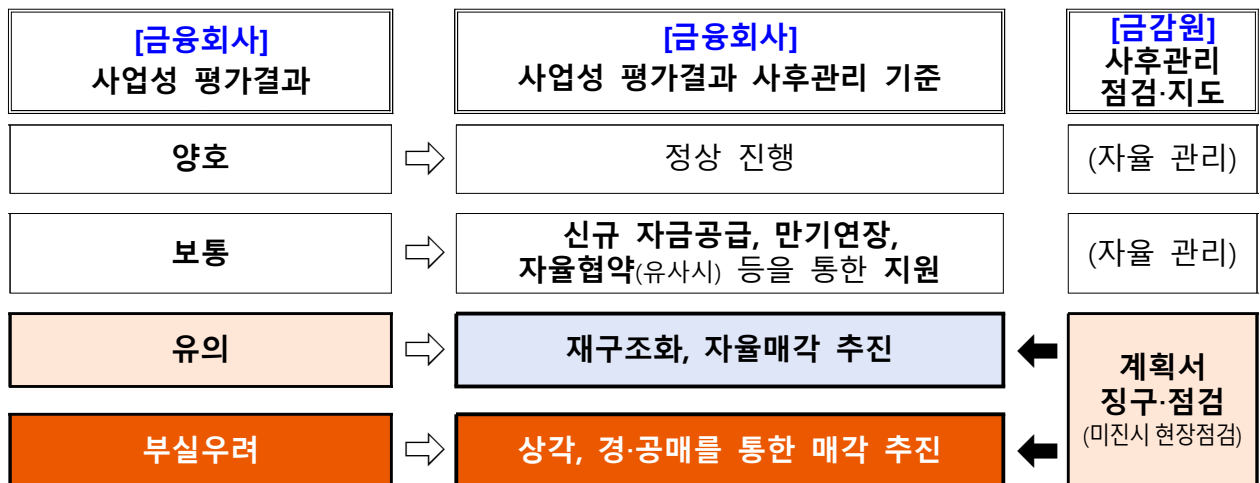 [금융회사]
사업성 평가결과
[금융회사]
사업성 평가결과 사후관리 기준
[금감원]
사후관리
점검·지도
양호
정상 진행
(자율 관리)
보통
신규 자금공급, 만기연장,
자율협약(유사시) 등을 통한 지원
(자율 관리)
유의
재구조화, 자율매각 추진
계획서
징구·점검
(미진시 현장점검)
부실우려
상각, 경·공매를 통한 매각 추진